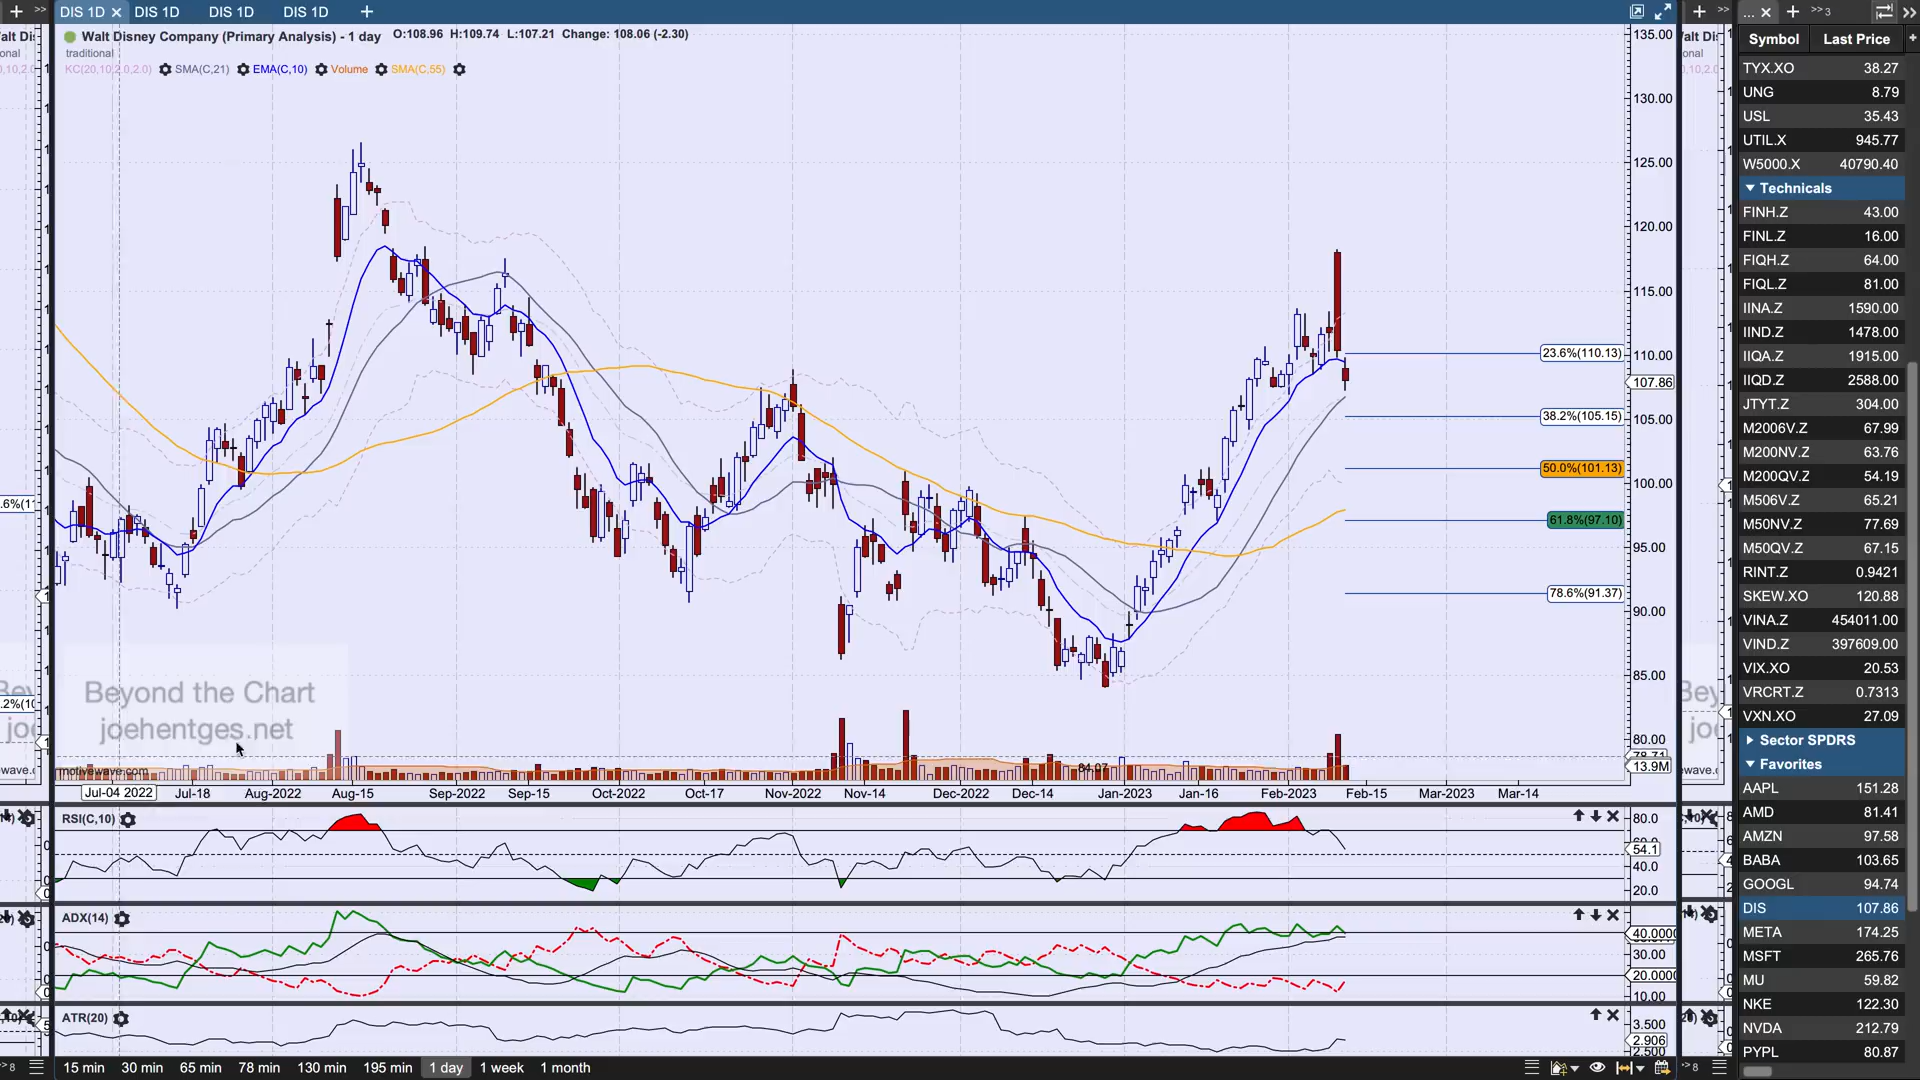 DIS 1D
DIS 1D
DIS 1D
DIS 1D
Walt Disney Company (Primary Analysis) - 1 day O:108.96 H:109.74 L:107.21 Change: 108.06 (-2.30)
traditional
KC(20,10,2.0,2.0) SMA(C,21) EMA(C,10) Volume SMA(C,55)
135.00
130.00
125.00
120.00
115.00
110.00
107.86
105.00
100.00
95.00
90.00
85.00
80.00
13.9M
23.6%(110.13)
38.2%(105.15)
50.0%(101.13)
61.8%(97.10)
78.6%(91.37)
Beyond the Chart
joehentges.net
motivewave.com
84.07
Jul-04 2022 Jul-18 Aug-2022 Aug-15 Sep-2022 Sep-15 Oct-2022 Oct-17 Nov-2022 Nov-14 Dec-2022 Dec-14 Jan-2023 Jan-16 Feb-2023 Feb-15 Mar-2023 Mar-14
RSI(C,10)
80.0
54.1
40.0
20.0
ADX(14)
40.0000
30.00
20.0000
10.00
ATR(20)
3.500
2.906
2.500
15 min 30 min 65 min 78 min 130 min 195 min 1 day 1 week 1 month
Symbol Last Price
TYX.XO 38.27
UNG 8.79
USL 35.43
UTIL.X 945.77
W5000.X 40790.40
Technicals
FINH.Z 43.00
FINL.Z 16.00
FIQH.Z 64.00
FIQL.Z 81.00
IINA.Z 1590.00
IIND.Z 1478.00
IIQA.Z 1915.00
IIQD.Z 2588.00
JTYT.Z 304.00
M2006V.Z 67.99
M200NV.Z 63.76
M200QV.Z 54.19
M506V.Z 65.21
M50NV.Z 77.69
M50QV.Z 67.15
RINT.Z 0.9421
SKEW.XO 120.88
VINA.Z 454011.00
VIND.Z 397609.00
VIX.XO 20.53
VRCRT.Z 0.7313
VXN.XO 27.09
Sector SPDRS
Favorites
AAPL 151.28
AMD 81.41
AMZN 97.58
BABA 103.65
GOOGL 94.74
DIS 107.86
META 174.25
MSFT 265.76
MU 59.82
NKE 122.30
NVDA 212.79
PYPL 80.87